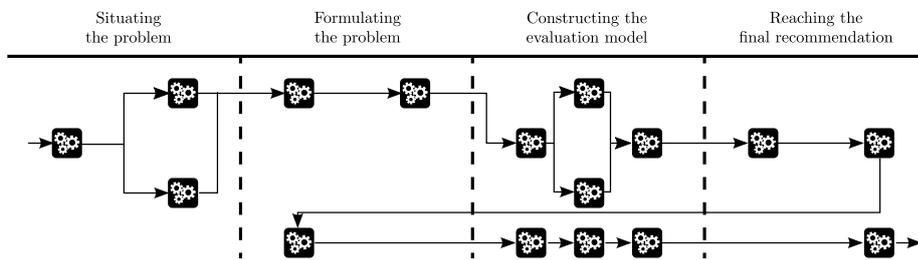 Situating
the problem
Formulating
the problem
Constructing the
evaluation model
Reaching the
final recommendation